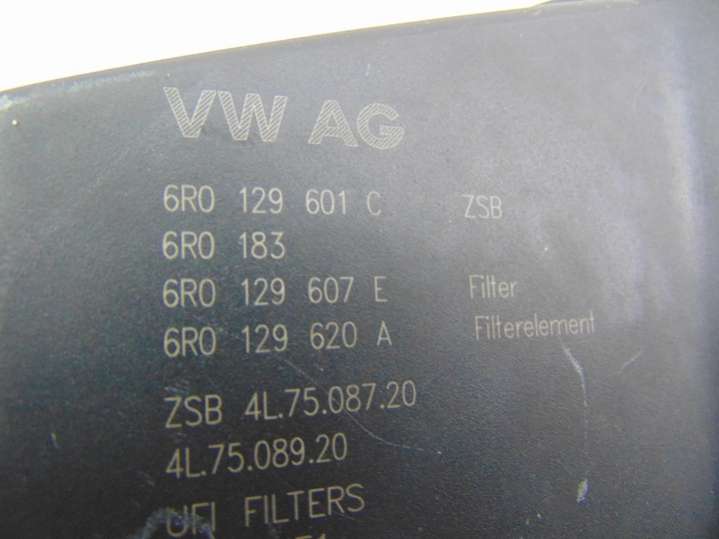 VW AG
6R0 129 601 C ZSB
6R0 183
6R0 129 607 E Filter
6R0 129 620 A Filterelement
ZSB 4L.75.087.20
4L.75.089.20
UFI FILTERS